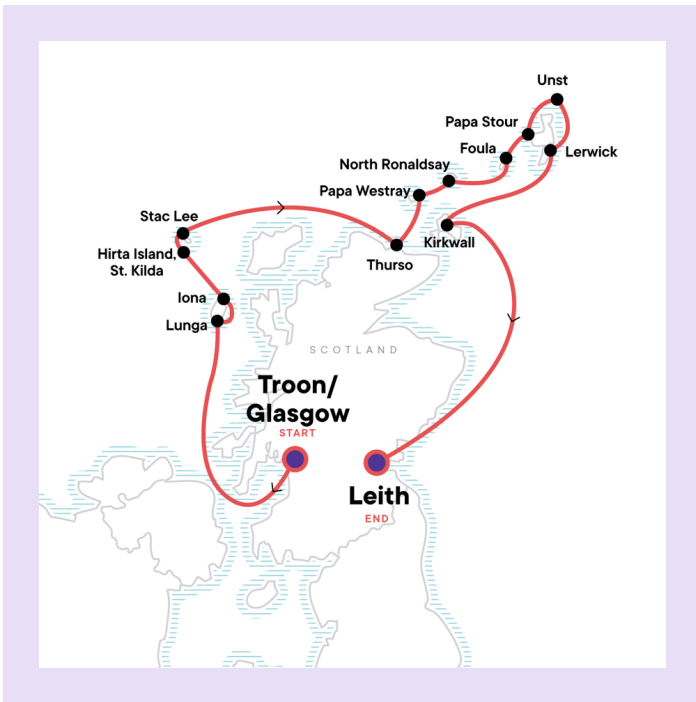 Unst
Papa Stour
Foula
Lerwick
North Ronaldsay
Papa Westray
Stac Lee
Kirkwall
Hirta Island,
St. Kilda
Thurso
Iona
Lunga
SCOTLAND
Troon/
Glasgow
START
Leith
END